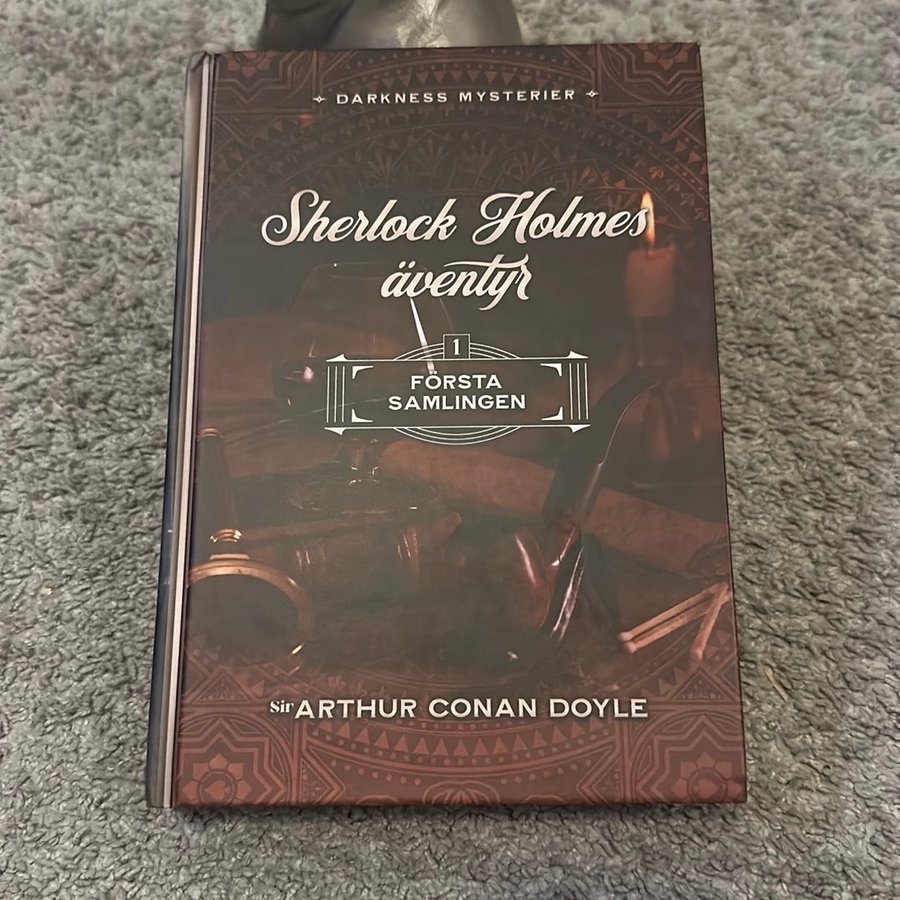 DARKNESS MYSTERIER
Sherlock Holmes
äventyr
1
FÖRSTA
SAMLINGEN
Sir ARTHUR CONAN DOYLE